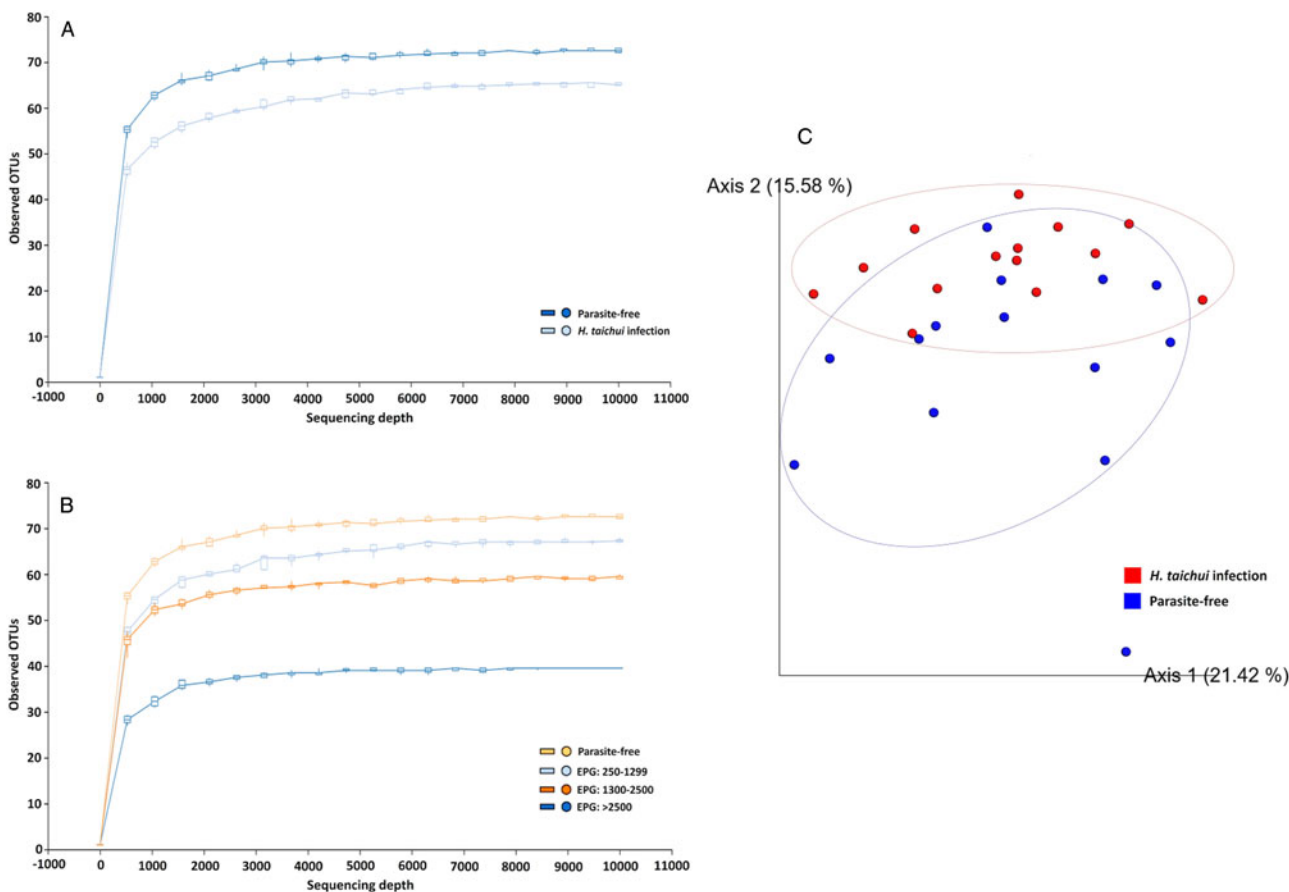 A
80
70
60
50
40
30
20
10
0
Observed OTUs
-1000 0 1000 2000 3000 4000 5000 6000 7000 8000 9000 10000 11000
Sequencing depth
Parasite-free
H. taichui infection
B
80
70
60
50
40
30
20
10
0
Observed OTUs
-1000 0 1000 2000 3000 4000 5000 6000 7000 8000 9000 10000 11000
Sequencing depth
Parasite-free
EPG: 250-1299
EPG: 1300-2500
EPG: >2500
C
Axis 2 (15.58 %)
H. taichui infection
Parasite-free
Axis 1 (21.42 %)